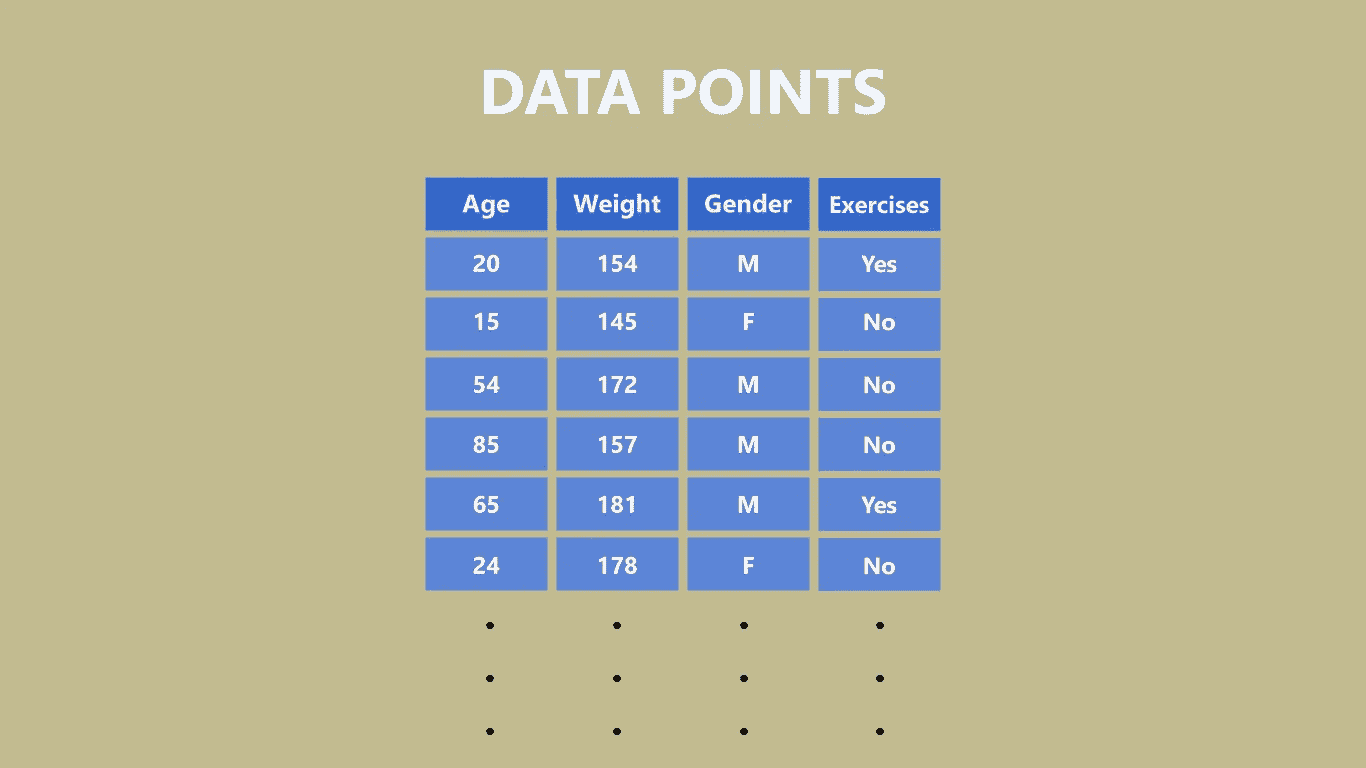 DATA POINTS
Age Weight Gender Exercises
20 154 M Yes
15 145 F No
54 172 M No
85 157 M No
65 181 M Yes
24 178 F No